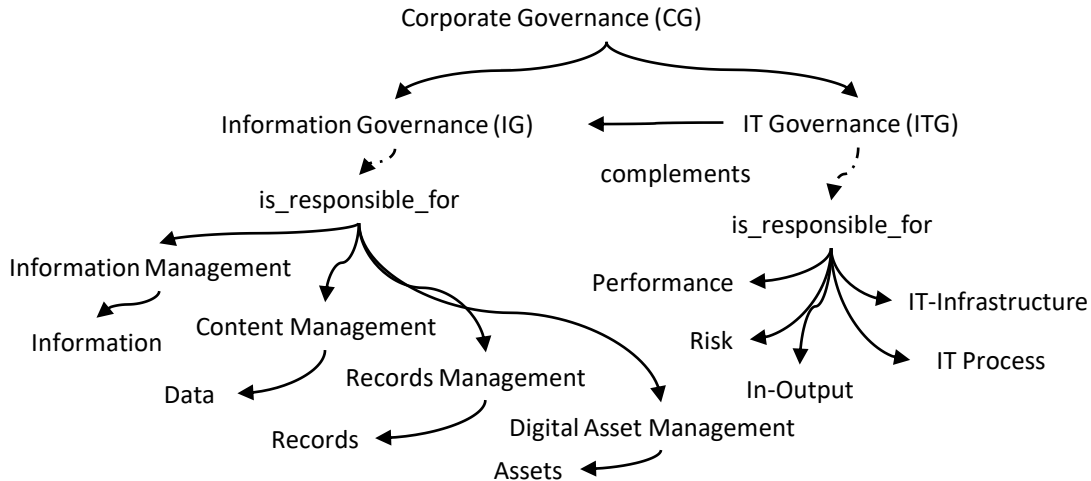 Corporate Governance (CG)
Information Governance (IG)
IT Governance (ITG)
complements
is_responsible_for
is_responsible_for
Information Management
Performance
IT-Infrastructure
Information
Content Management
Risk
IT Process
Data
Records Management
In-Output
Records
Digital Asset Management
Assets